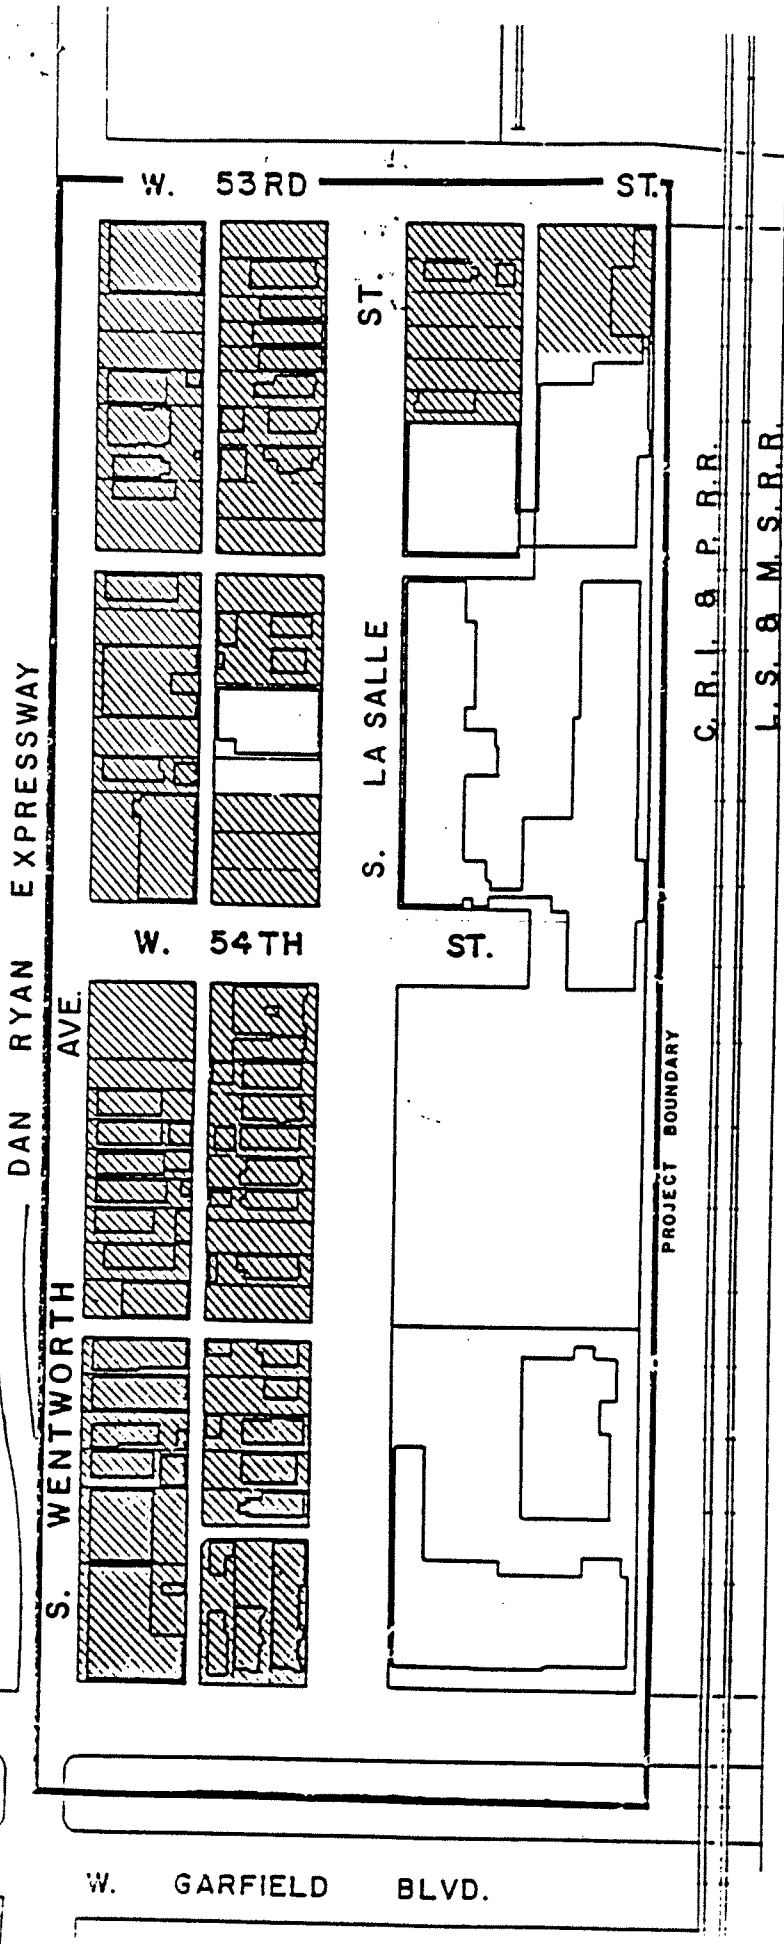 W. 53RD ST.
S. LA SALLE ST.
C. R. I. & P. R. R.
L. S. & M. S. R. R.
DAN RYAN EXPRESSWAY
W. 54TH ST.
S. WENTWORTH AVE.
PROJECT BOUNDARY
W. GARFIELD BLVD.